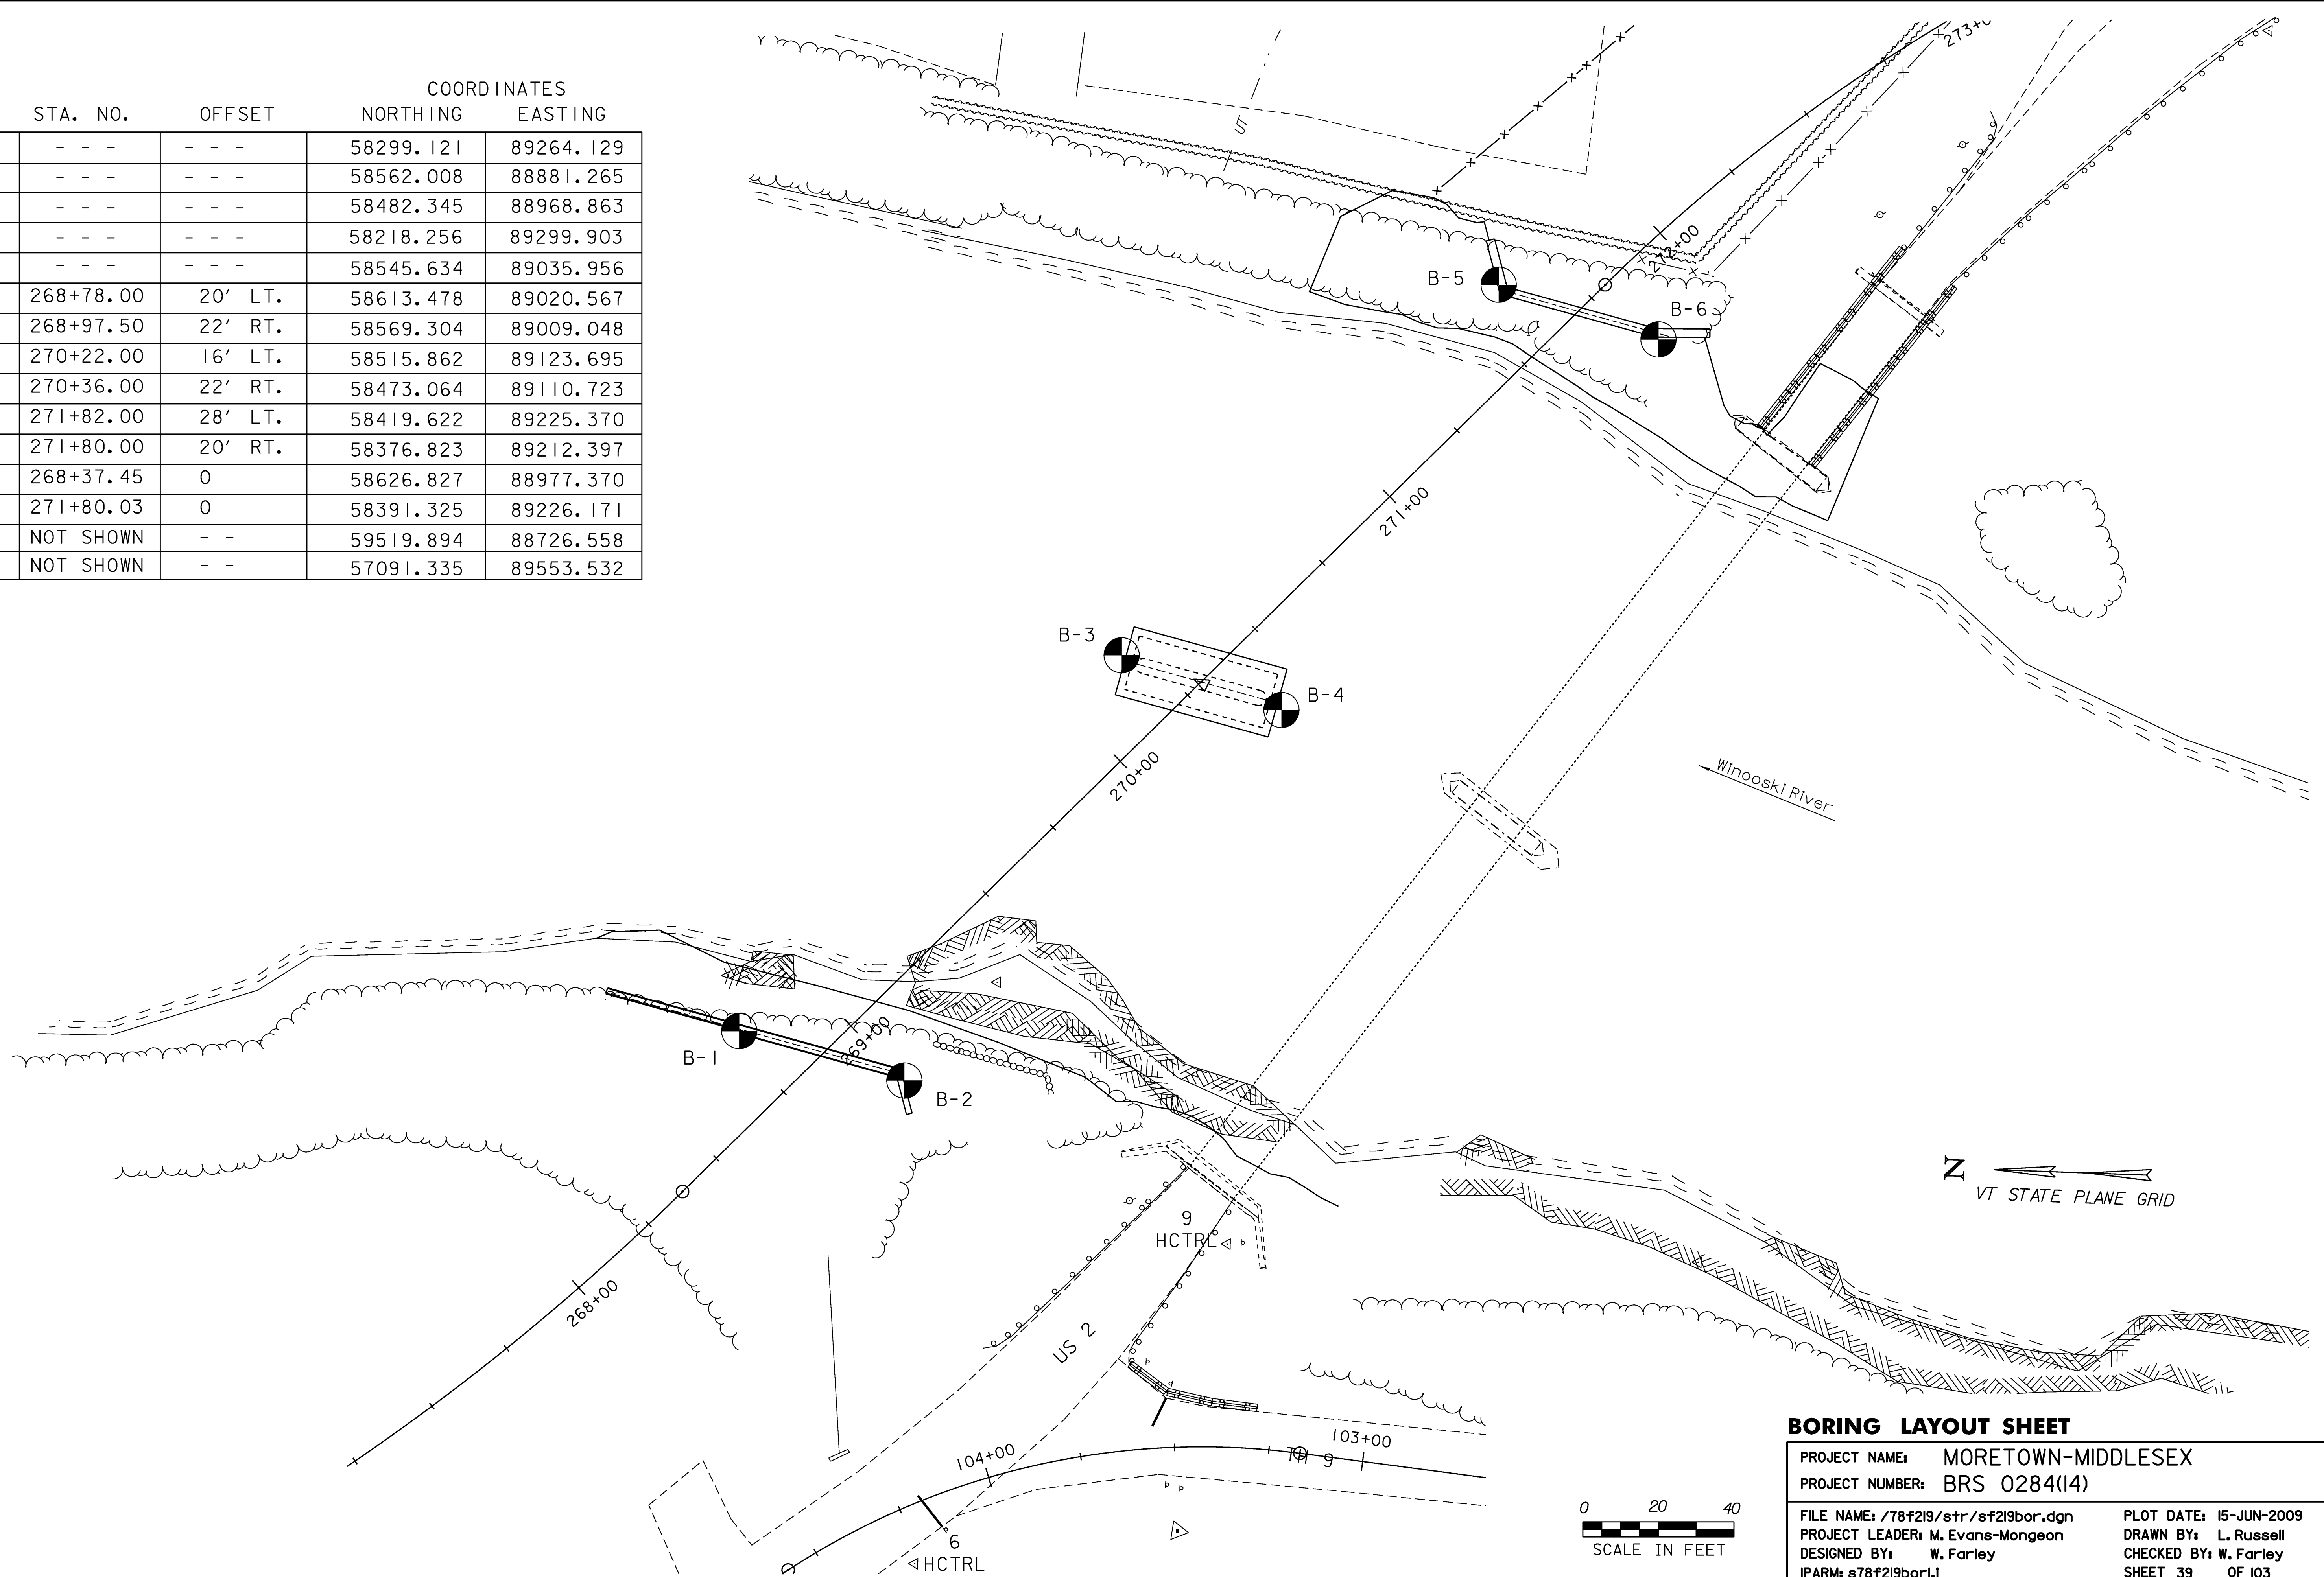 COORDINATES
STA. NO. OFFSET NORTHING EASTING
- - - - - - 58299.121 89264.129
- - - - - - 58562.008 88881.265
- - - - - - 58482.345 88968.863
- - - - - - 58218.256 89299.903
- - - - - - 58545.634 89035.956
268+78.00 20' LT. 58613.478 89020.567
268+97.50 22' RT. 58569.304 89009.048
270+22.00 16' LT. 58515.862 89123.695
270+36.00 22' RT. 58473.064 89110.723
271+82.00 28' LT. 58419.622 89225.370
271+80.00 20' RT. 58376.823 89212.397
268+37.45 0 58626.827 88977.370
271+80.03 0 58391.325 89226.171
NOT SHOWN - - 59519.894 88726.558
NOT SHOWN - - 57091.335 89553.532
272+00
B-5
B-6
271+00
B-3
B-4
270+00
Winooski River
269+00
B-1
B-2
Z
VT STATE PLANE GRID
9
HCTRL
268+00
US 2
104+00
103+00
TH 9
6
HCTRL
0 20 40
SCALE IN FEET
BORING LAYOUT SHEET
PROJECT NAME: MORETOWN-MIDDLESEX
PROJECT NUMBER: BRS 0284(14)
FILE NAME: /78f219/str/sf219bor.dgn PLOT DATE: 15-JUN-2009
PROJECT LEADER: M. Evans-Mongeon DRAWN BY: L. Russell
DESIGNED BY: W. Farley CHECKED BY: W. Farley
IPARM: s78f219bor1.i SHEET 39 OF 103